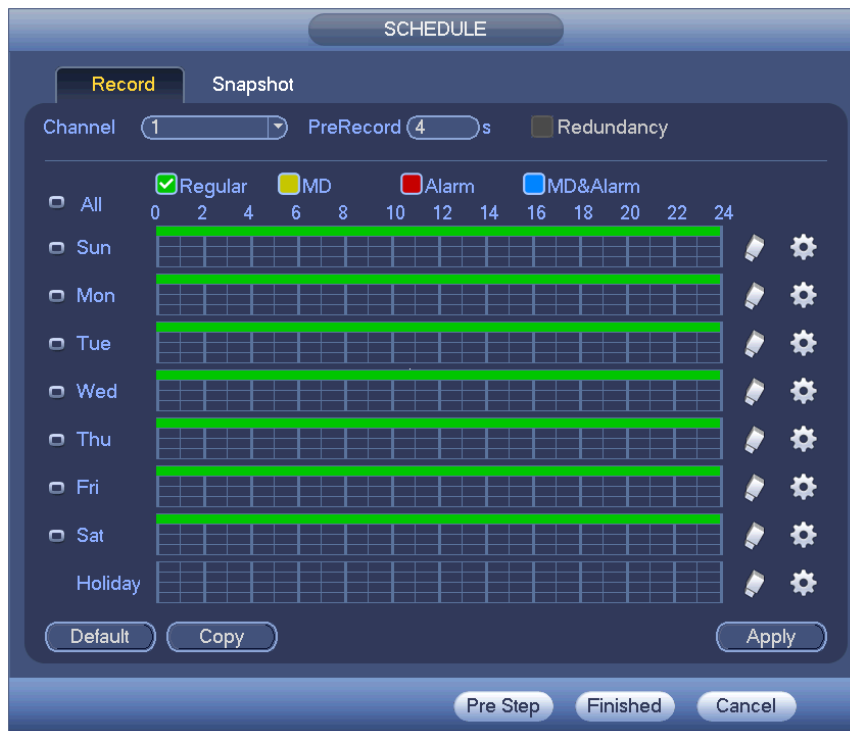 SCHEDULE
Record Snapshot
Channel 1 PreRecord 4 s Redundancy
Regular MD Alarm MD&Alarm
All 0 2 4 6 8 10 12 14 16 18 20 22 24
Sun
Mon
Tue
Wed
Thu
Fri
Sat
Holiday
Default Copy Apply
Pre Step Finished Cancel